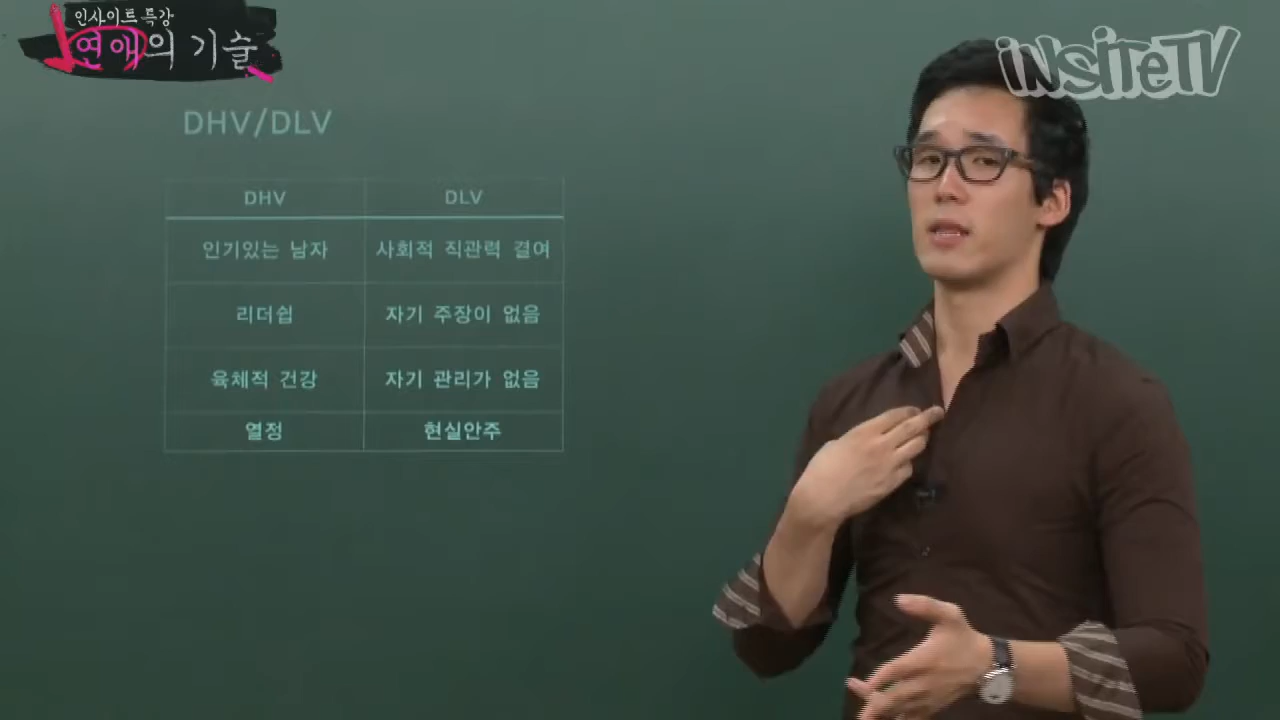 인사이트 특강
연애의 기술
iNSiTeTV
DHV/DLV
DHV DLV
인기있는 남자 사회적 직관력 결여
리더쉽 자기 주장이 없음
육체적 건강 자기 관리가 없음
열정 현실안주